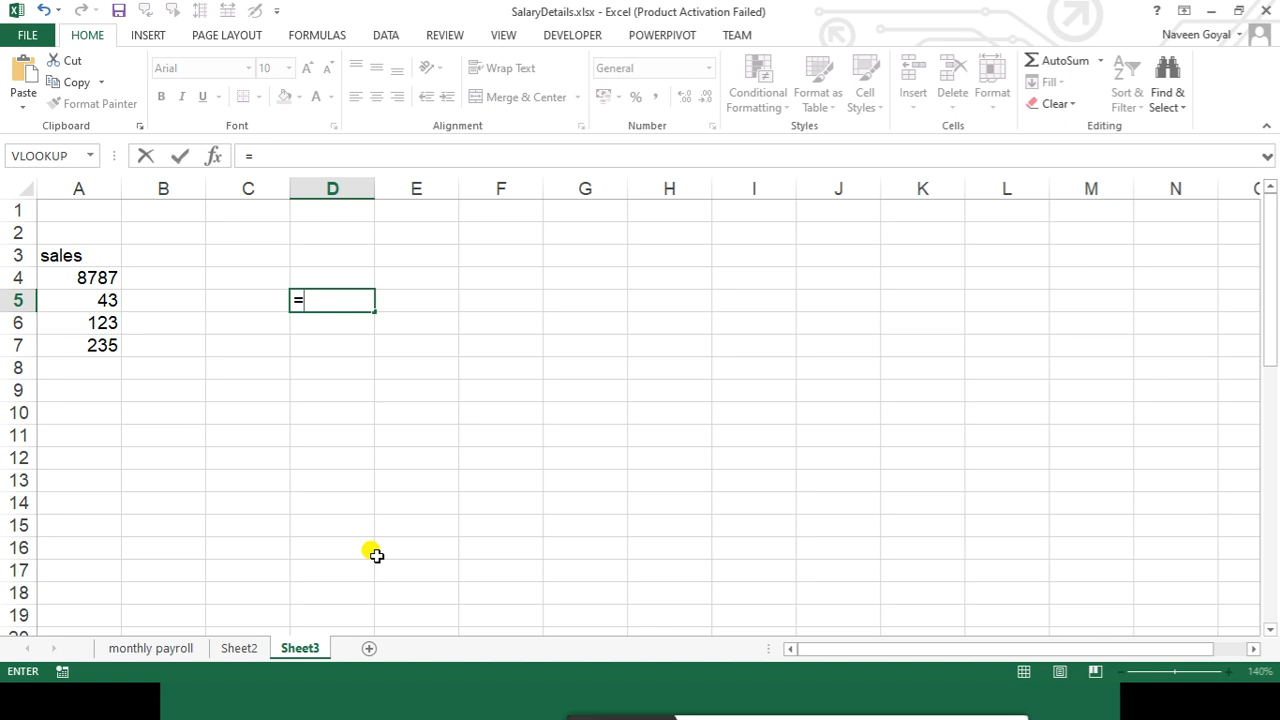 SalaryDetails.xlsx - Excel (Product Activation Failed)
?
FILE HOME INSERT PAGE LAYOUT FORMULAS DATA REVIEW VIEW DEVELOPER POWERPIVOT TEAM Naveen Goyal
Paste
Cut
Copy
Format Painter
Clipboard
Arial 10
B I U
Font
Wrap Text
Merge & Center
Alignment
General
%
Number
Conditional Formatting
Format as Table
Cell Styles
Styles
Insert
Delete
Format
Cells
AutoSum
Fill
Clear
Sort & Filter
Find & Select
Editing
VLOOKUP fx =
A B C D E F G H I J K L M N
1
2
3 sales
4 8787
5 43 =
6 123
7 235
8
9
10
11
12
13
14
15
16
17
18
19
monthly payroll Sheet2 Sheet3
ENTER 140%